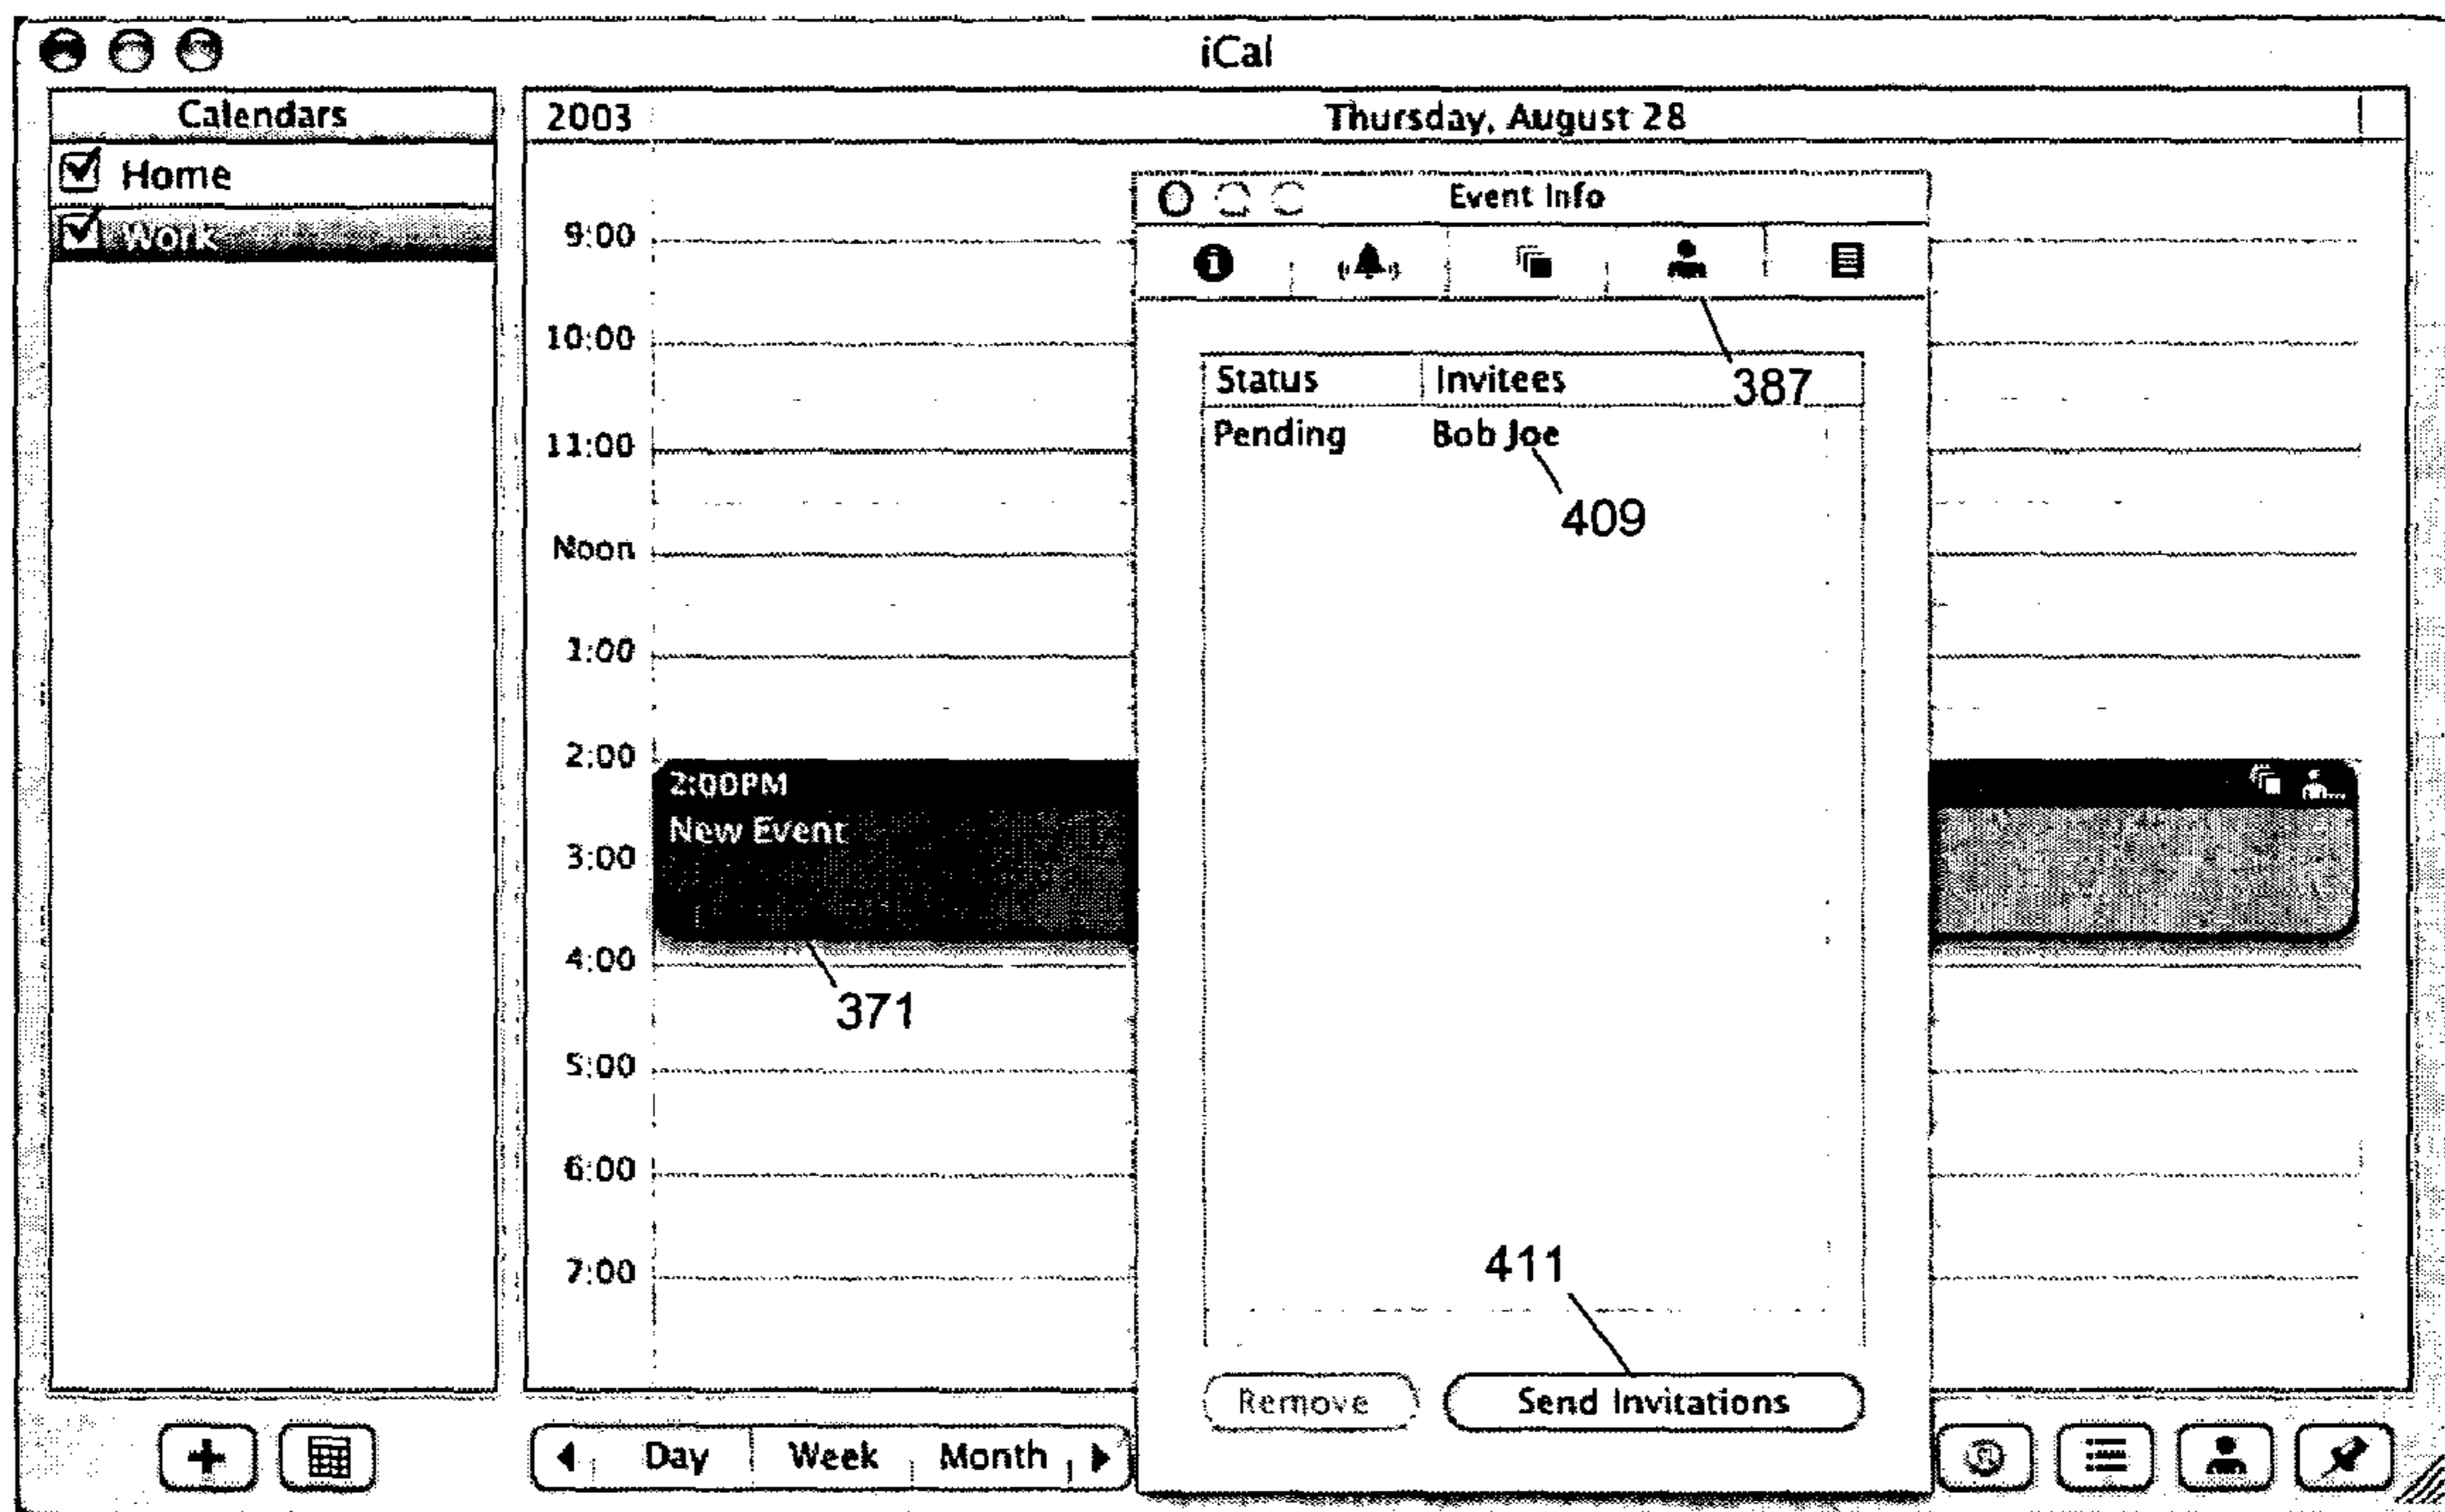 iCal
Calendars
Home
Work
2003
Thursday, August 28
9:00
10:00
11:00
Noon
1:00
2:00
3:00
4:00
5:00
6:00
7:00
2:00PM
New Event
371
Event Info
387
Status Invitees
Pending Bob Joe
409
411
Remove Send Invitations
Day Week Month